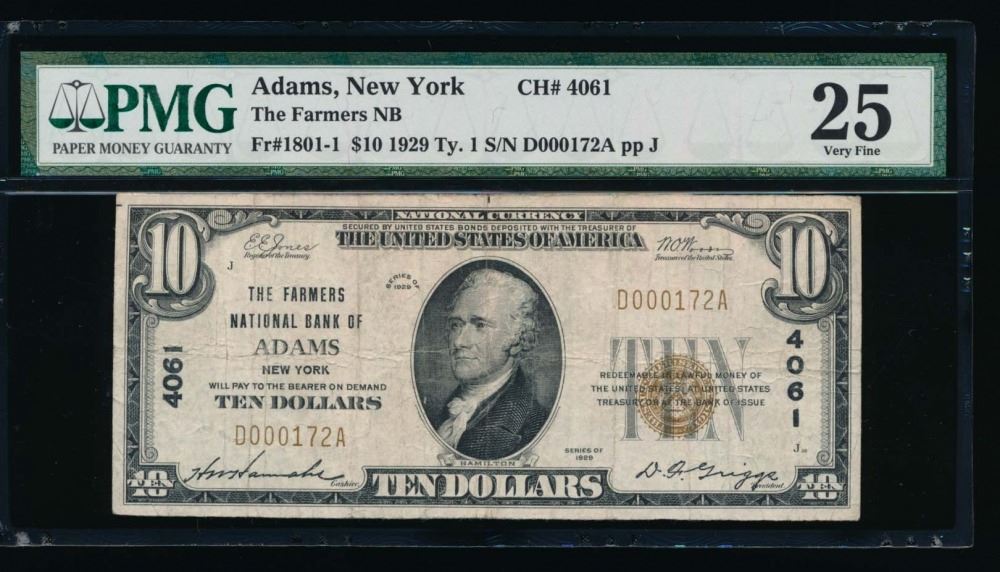 PMG
PAPER MONEY GUARANTY
Adams, New York CH# 4061
The Farmers NB
Fr#1801-1 $10 1929 Ty. 1 S/N D000172A pp J
25
Very Fine
NATIONAL CURRENCY
SECURED BY UNITED STATES BONDS DEPOSITED WITH THE TREASURER OF
THE UNITED STATES OF AMERICA
10
10
E.E. Jones
Register of the Treasury.
Treasurer of the United States.
J
SERIES OF
1929
THE FARMERS
NATIONAL BANK OF
ADAMS
NEW YORK
WILL PAY TO THE BEARER ON DEMAND
TEN DOLLARS
D000172A
4061
D000172A
TEN
REDEEMABLE IN LAWFUL MONEY OF
THE UNITED STATES AT UNITED STATES
TREASURY OR AT THE BANK OF ISSUE
4061
J
SERIES OF
1929
HAMILTON
Cashier.
D. H. Griggs
President.
TEN
10
TEN DOLLARS
TEN
10